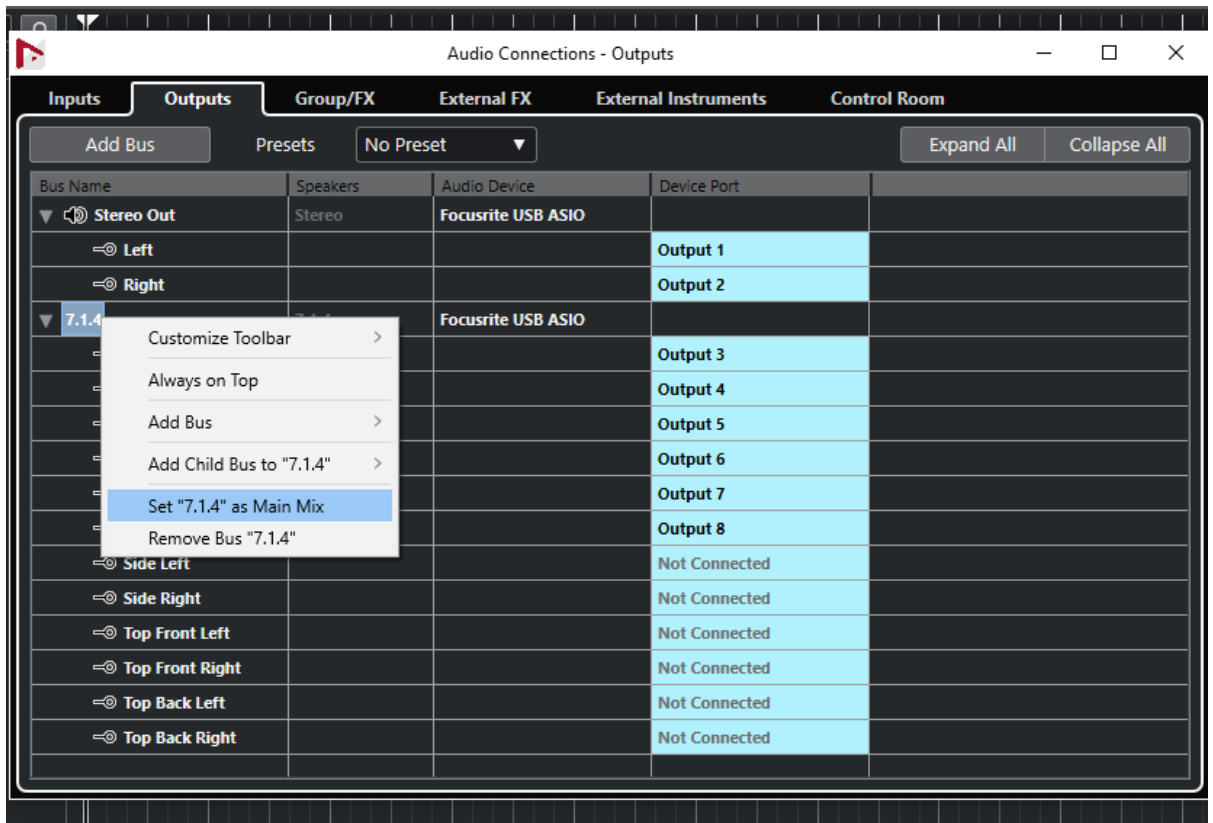 Audio Connections - Outputs
Inputs Outputs Group/FX External FX External Instruments Control Room
Add Bus Presets No Preset Expand All Collapse All
Bus Name Speakers Audio Device Device Port
Stereo Out Stereo Focusrite USB ASIO
Left Output 1
Right Output 2
7.1.4 Focusrite USB ASIO
Customize Toolbar
Output 3
Always on Top
Output 4
Add Bus
Output 5
Add Child Bus to "7.1.4"
Output 6
Output 7
Set "7.1.4" as Main Mix
Output 8
Remove Bus "7.1.4"
Side Left Not Connected
Side Right Not Connected
Top Front Left Not Connected
Top Front Right Not Connected
Top Back Left Not Connected
Top Back Right Not Connected